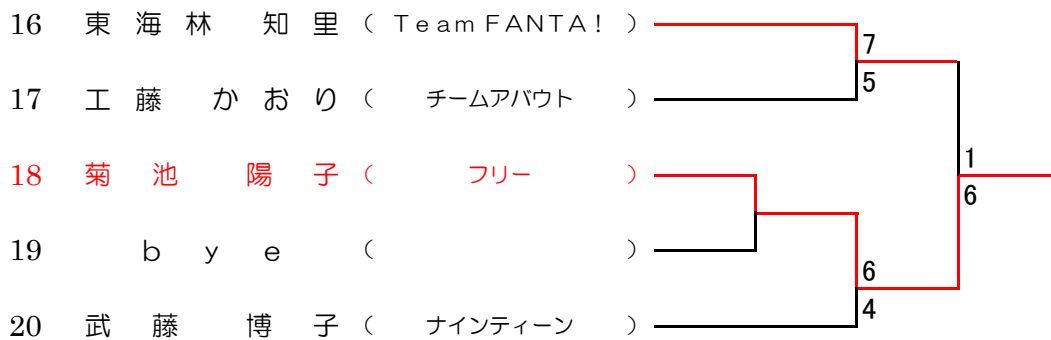 16 東海林 知里 （ Team FANTA! ）
7
17 工藤 かおり （ チームアバウト ）
5
18 菊池 陽子 （ フリー ）
1
6
19 bye （ ）
6
20 武藤 博子 （ ナインティーン ）
4